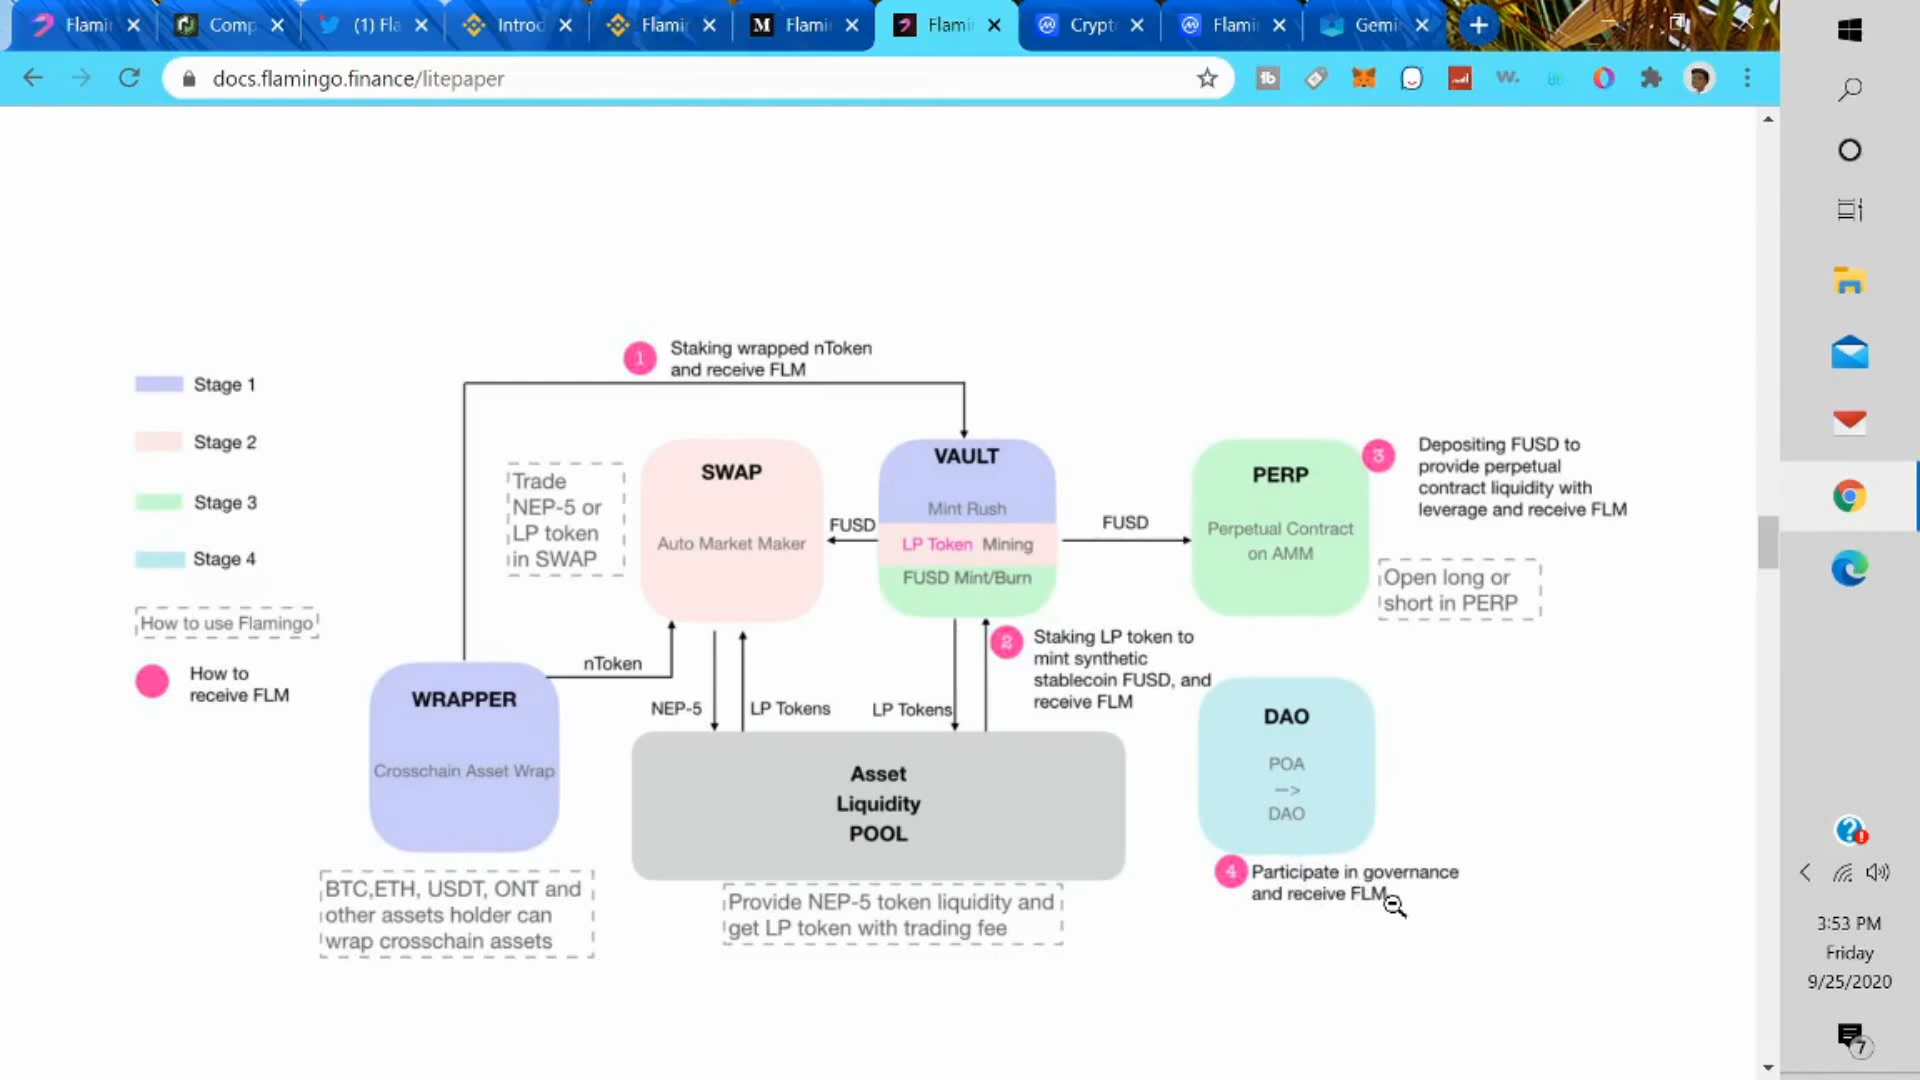 Flami
Comp
(1) Fla
Introd
Flami
M
Flami
Flami
Crypt
Flami
Gemi
docs.flamingo.finance/litepaper
1
Staking wrapped nToken
and receive FLM
Stage 1
Stage 2
Stage 3
Stage 4
How to use Flamingo
How to
receive FLM
Trade
NEP-5 or
LP token
in SWAP
SWAP
Auto Market Maker
FUSD
VAULT
Mint Rush
LP Token Mining
FUSD Mint/Burn
FUSD
PERP
Perpetual Contract
on AMM
3
Depositing FUSD to
provide perpetual
contract liquidity with
leverage and receive FLM
Open long or
short in PERP
nToken
NEP-5
LP Tokens
LP Tokens
2
Staking LP token to
mint synthetic
stablecoin FUSD, and
receive FLM
WRAPPER
Crosschain Asset Wrap
BTC,ETH, USDT, ONT and
other assets holder can
wrap crosschain assets
Asset
Liquidity
POOL
Provide NEP-5 token liquidity and
get LP token with trading fee
DAO
POA
—>
DAO
4
Participate in governance
and receive FLM
3:53 PM
Friday
9/25/2020
7